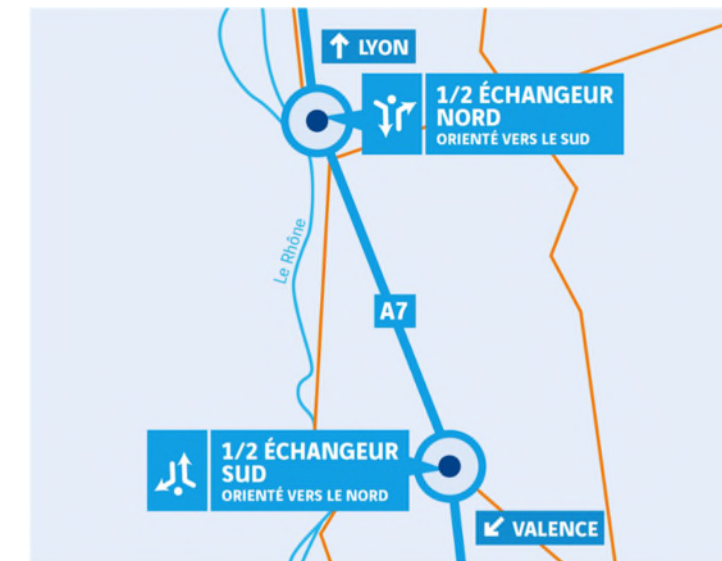 LYON
1/2 ÉCHANGEUR
NORD
ORIENTÉ VERS LE SUD
Le Rhône
A7
1/2 ÉCHANGEUR
SUD
ORIENTÉ VERS LE NORD
VALENCE